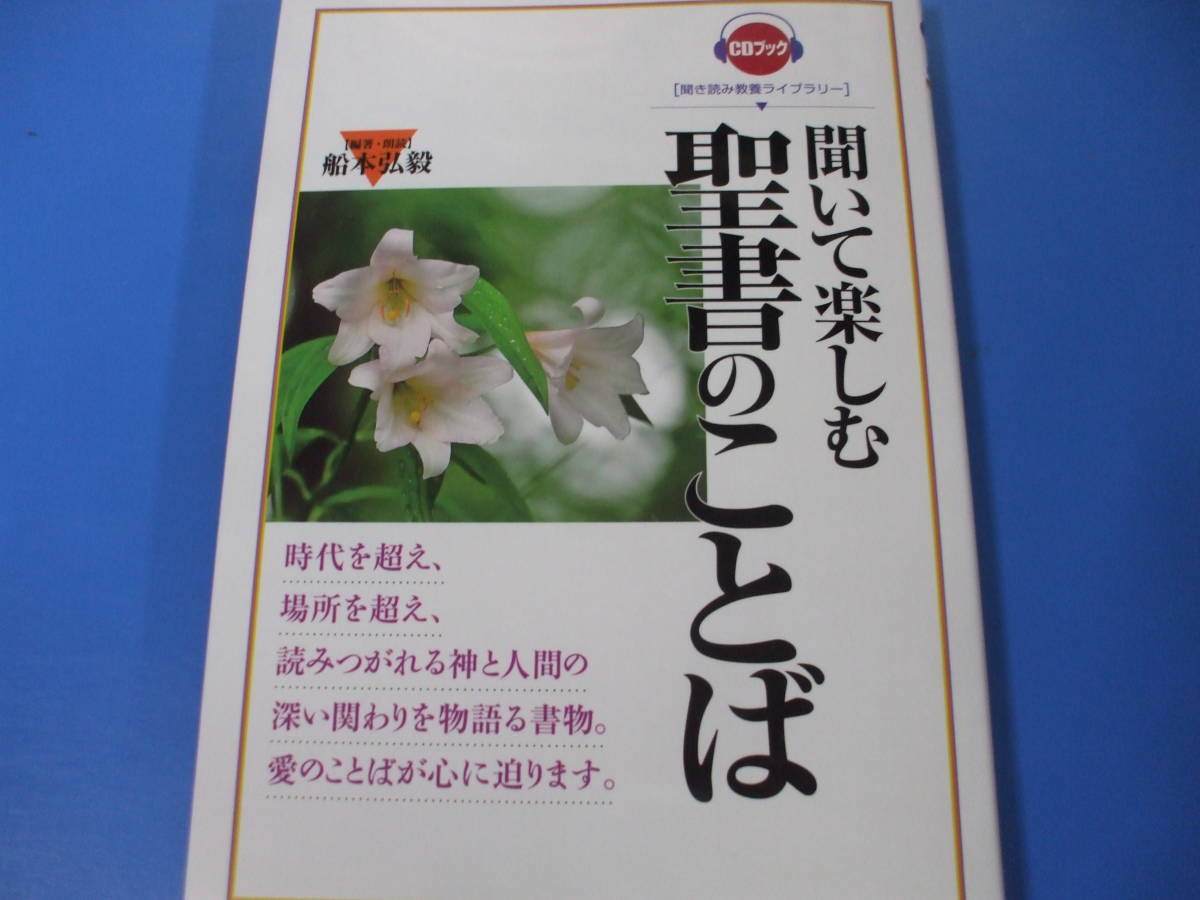 CDブック
[聞き読み教養ライブラリー]
聞いて楽しむ
聖書のことば
【編著・朗読】
船本弘毅
時代を超え、
場所を超え、
読みつがれる神と人間の
深い関わりを物語る書物。
愛のことばが心に迫ります。